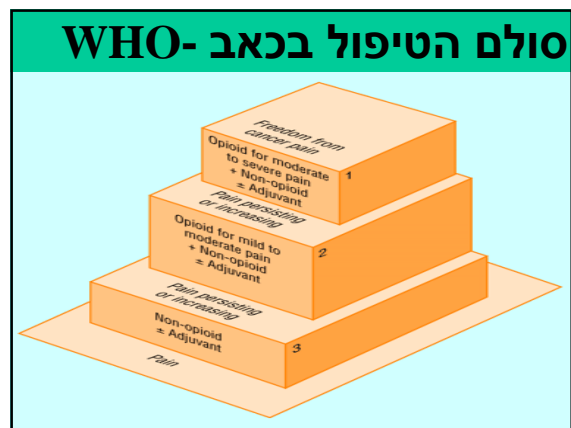 סולם הטיפול בכאב -WHO
Freedom from
cancer pain
Opioid for moderate
to severe pain
+ Non-opioid
± Adjuvant
1
Pain persisting
or increasing
Opioid for mild to
moderate pain
+ Non-opioid
± Adjuvant
2
Pain persisting
or increasing
Non-opioid
± Adjuvant
3
Pain